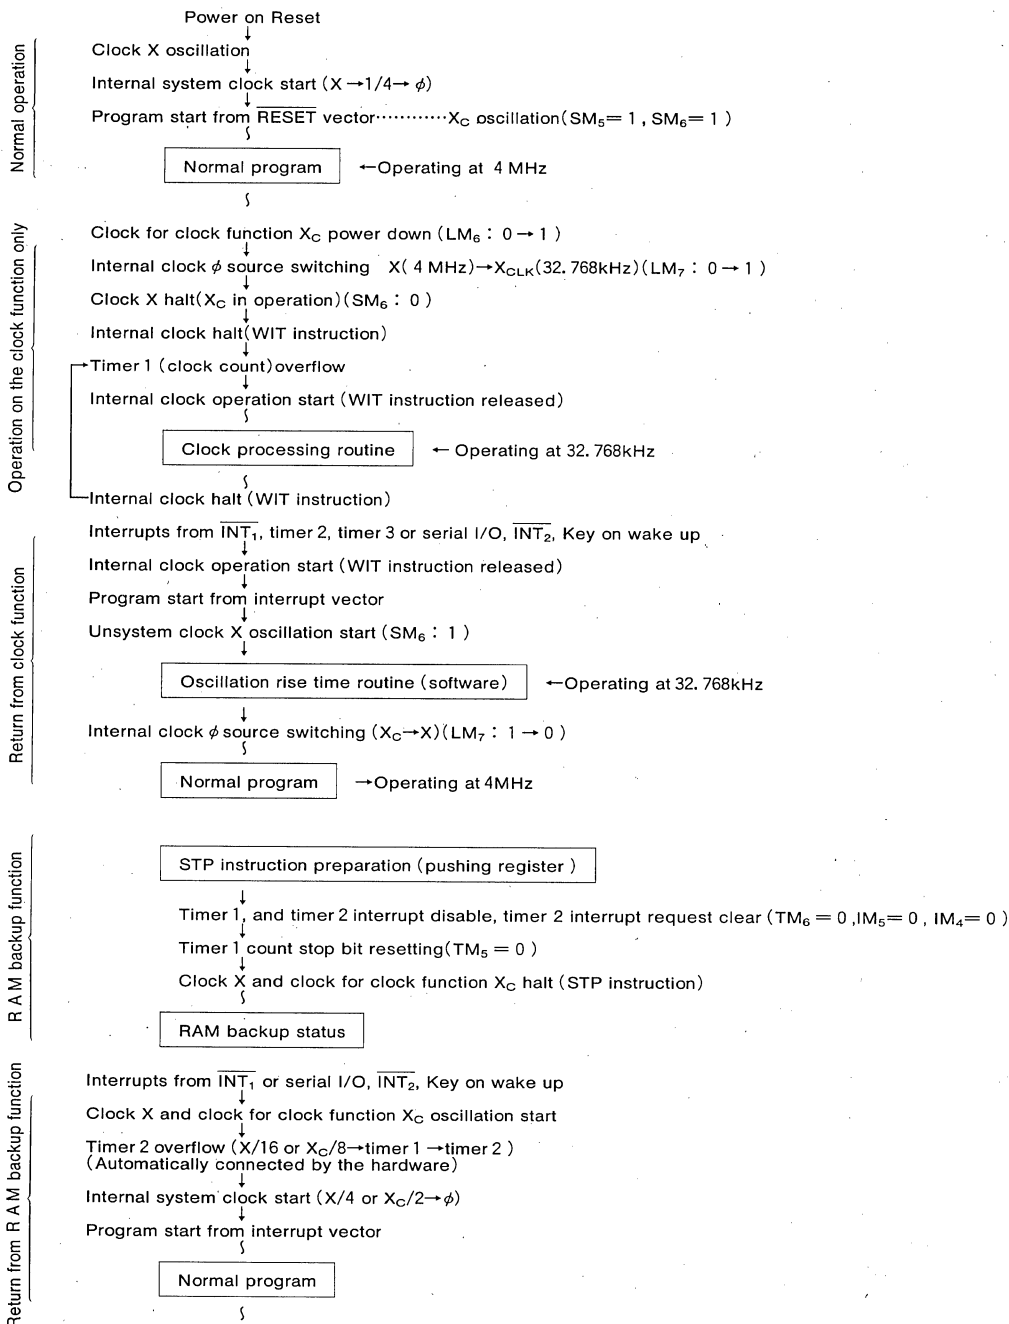 Power on Reset
↓
Normal operation
Clock X oscillation
↓
Internal system clock start (X→1/4→ φ)
↓
Program start from RESET vector············X_C oscillation(SM₅= 1 , SM₆= 1 )
Normal program ←Operating at 4 MHz
Operation on the clock function only
Clock for clock function X_C power down (LM₆ : 0 → 1 )
↓
Internal clock φ source switching X( 4 MHz)→X_CLK(32. 768kHz)(LM₇ : 0 → 1 )
↓
Clock X halt(X_C in operation)(SM₆ : 0 )
↓
Internal clock halt(WIT instruction)
↓
Timer 1 (clock count)overflow
↓
Internal clock operation start (WIT instruction released)
Clock processing routine ← Operating at 32. 768kHz
Internal clock halt (WIT instruction)
Return from clock function
Interrupts from INT₁, timer 2, timer 3 or serial I/O, INT₂, Key on wake up
↓
Internal clock operation start (WIT instruction released)
↓
Program start from interrupt vector
↓
Unsystem clock X oscillation start (SM₆ : 1 )
↓
Oscillation rise time routine (software) ←Operating at 32. 768kHz
↓
Internal clock φ source switching (X_C→X)(LM₇ : 1 → 0 )
Normal program →Operating at 4MHz
RAM backup function
STP instruction preparation (pushing register )
↓
Timer 1, and timer 2 interrupt disable, timer 2 interrupt request clear (TM₆ = 0 ,IM₅= 0 , IM₄= 0 )
↓
Timer 1 count stop bit resetting(TM₅ = 0 )
↓
Clock X and clock for clock function X_C halt (STP instruction)
RAM backup status
Return from RAM backup function
Interrupts from INT₁ or serial I/O, INT₂, Key on wake up
↓
Clock X and clock for clock function X_C oscillation start
↓
Timer 2 overflow (X/16 or X_C/8→timer 1 →timer 2 )
(Automatically connected by the hardware)
↓
Internal system clock start (X/4 or X_C/2→φ)
↓
Program start from interrupt vector
Normal program